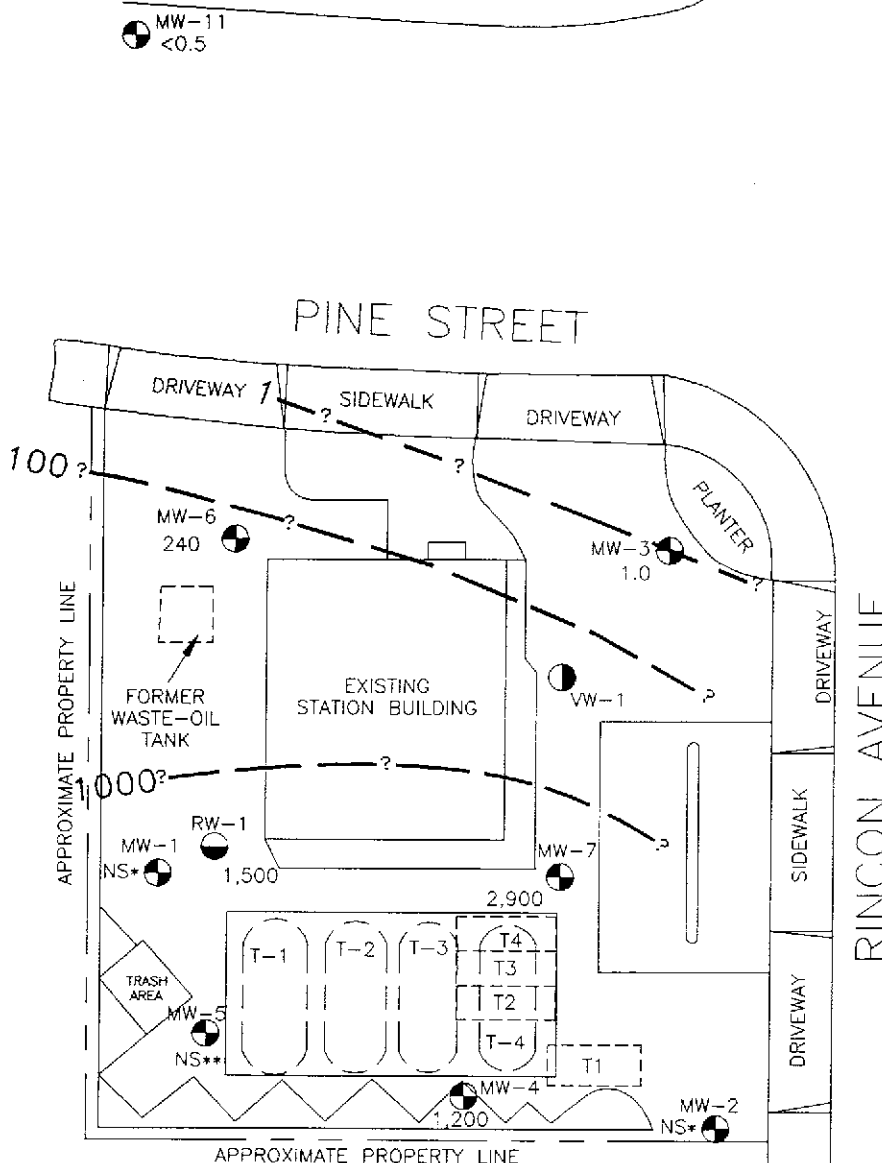 MW-11
<0.5
PINE STREET
DRIVEWAY
1
SIDEWALK
DRIVEWAY
?
?
100
?
PLANTER
MW-6
240
?
MW-3
1.0
?
APPROXIMATE PROPERTY LINE
FORMER
WASTE-OIL
TANK
EXISTING
STATION BUILDING
VW-1
?
DRIVEWAY
RINCON AVENUE
1000
?
?
?
RW-1
1,500
MW-1
NS*
MW-7
2,900
SIDEWALK
T-1
T-2
T-3
T4
T3
T2
T-4
TRASH
AREA
MW-5
NS**
T1
DRIVEWAY
MW-4
1,200
MW-2
NS*
APPROXIMATE PROPERTY LINE